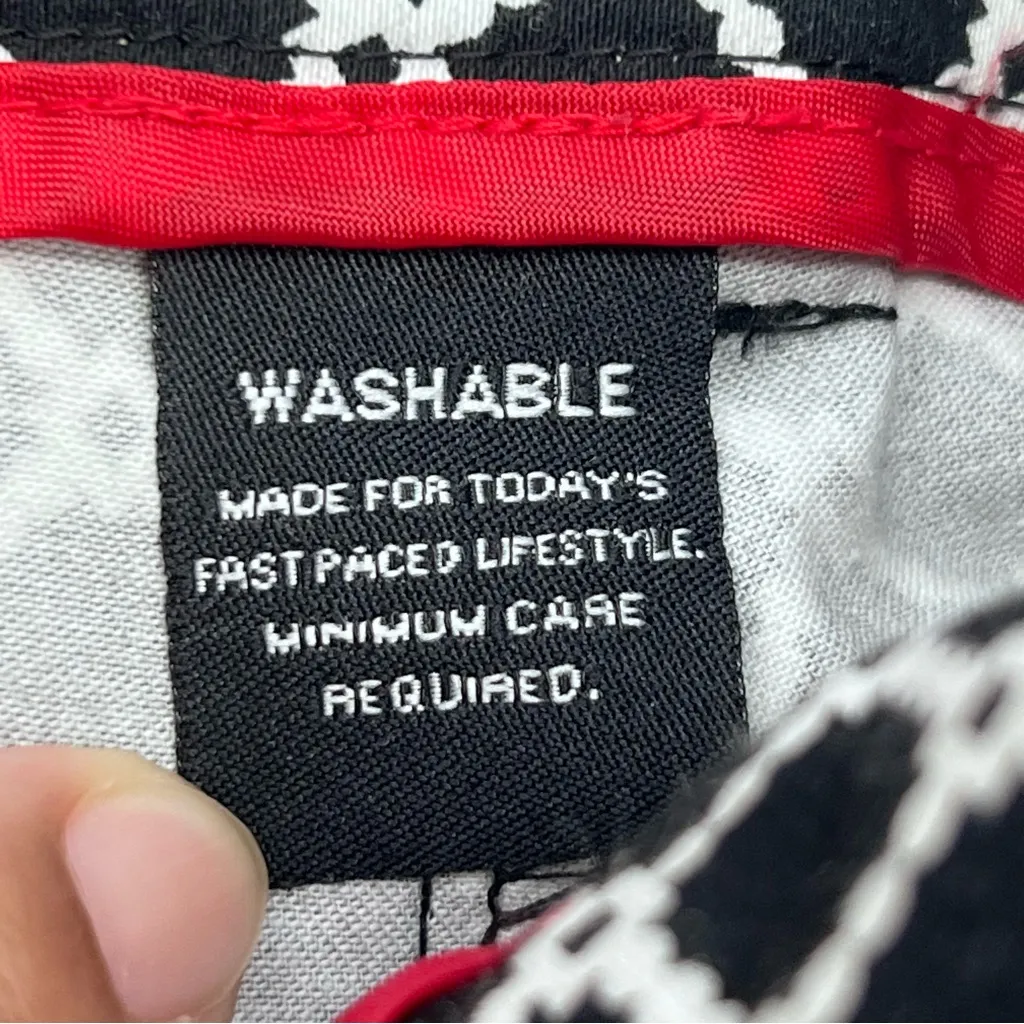 WASHABLE
MADE FOR TODAY'S
FAST PACED LIFESTYLE.
MINIMUM CARE
REQUIRED.